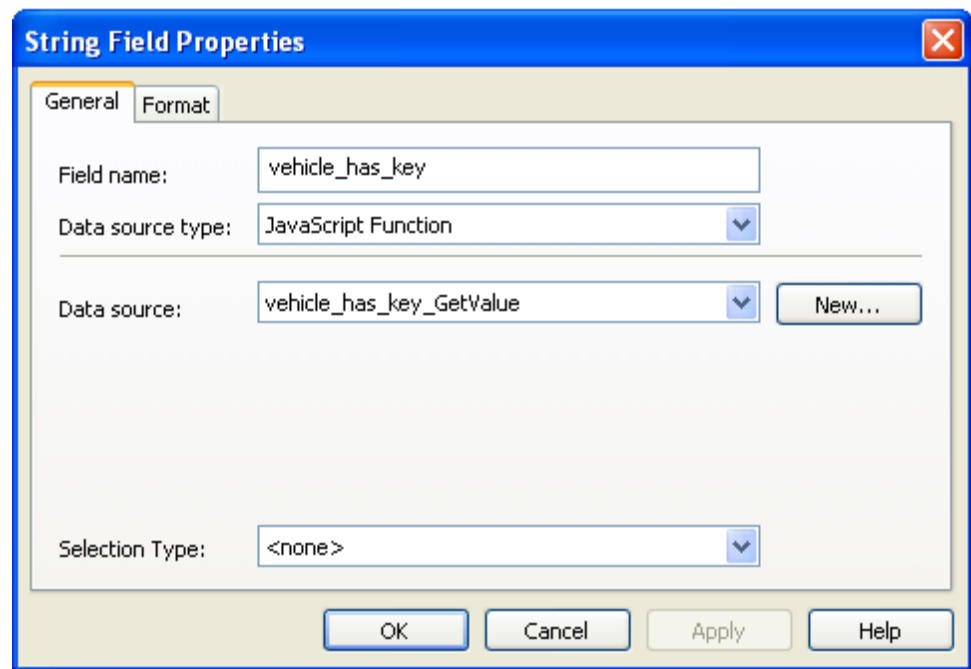 String Field Properties
General Format
Field name: vehicle_has_key
Data source type: JavaScript Function
Data source: vehicle_has_key_GetValue New...
Selection Type: <none>
OK Cancel Apply Help